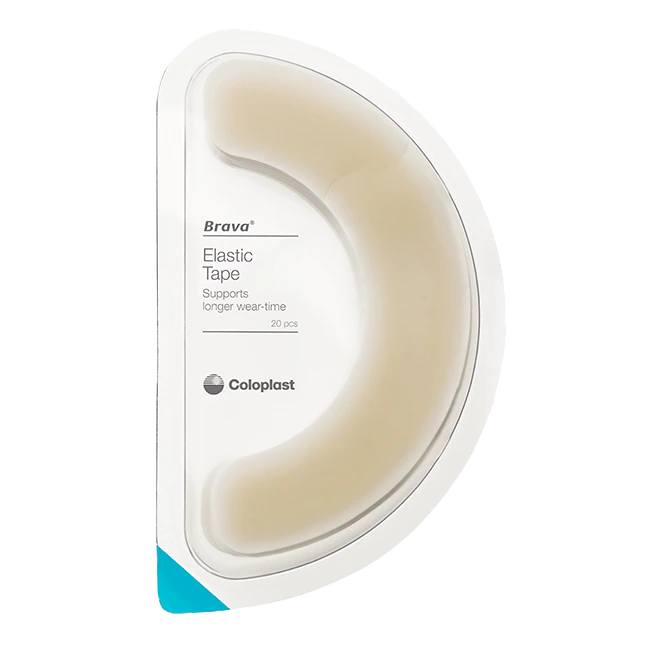 Brava®
Elastic
Tape
Supports
longer wear-time
20 pcs
Coloplast